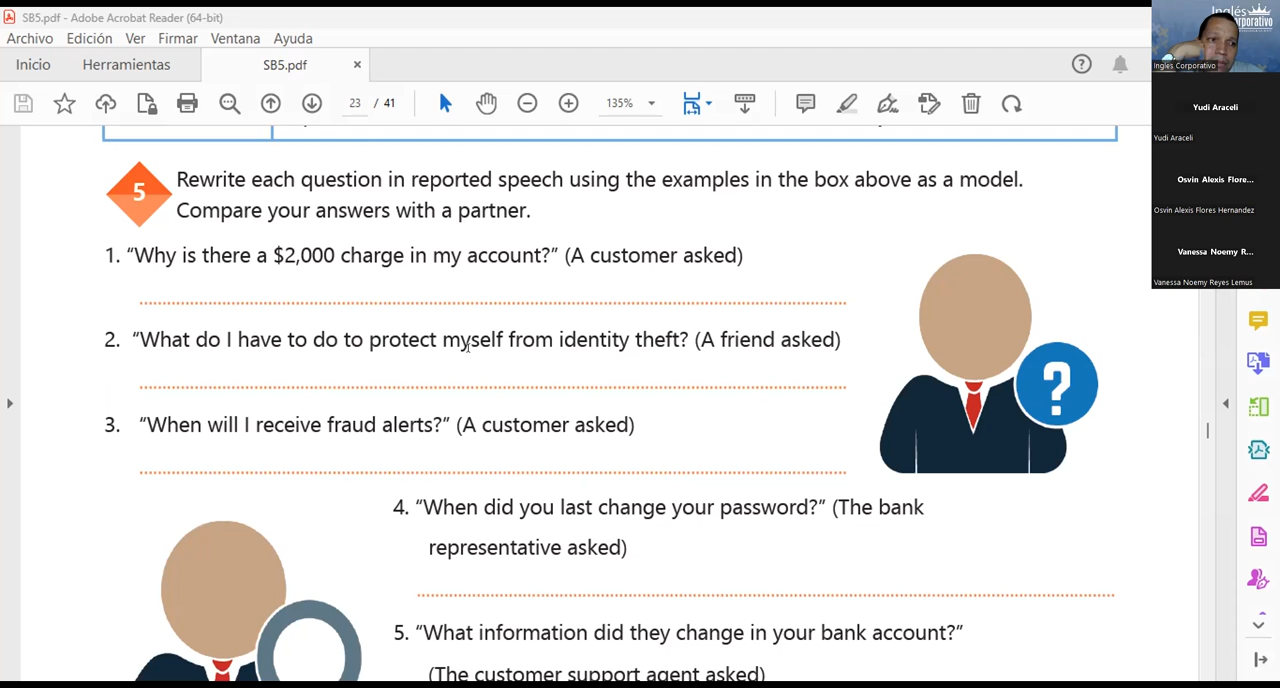 SB5.pdf - Adobe Acrobat Reader (64-bit)
Archivo Edición Ver Firmar Ventana Ayuda
Inicio Herramientas SB5.pdf ×
23 / 41 135%
5
Rewrite each question in reported speech using the examples in the box above as a model.
Compare your answers with a partner.
1. “Why is there a $2,000 charge in my account?” (A customer asked)
2. “What do I have to do to protect myself from identity theft? (A friend asked)
3. “When will I receive fraud alerts?” (A customer asked)
?
4. “When did you last change your password?” (The bank
representative asked)
5. “What information did they change in your bank account?”
(The customer support agent asked)
Inglés
Ingles Corporativo
Yudi Araceli
Yudi Araceli
Osvin Alexis Flore...
Osvin Alexis Flores Hernandez
Vanessa Noemy R...
Vanessa Noemy Reyes Lemus